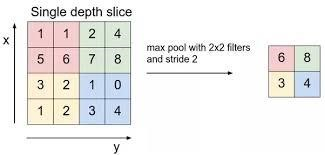 Single depth slice
x
1 1 2 4
5 6 7 8
3 2 1 0
1 2 3 4
y
max pool with 2x2 filters
and stride 2
6 8
3 4